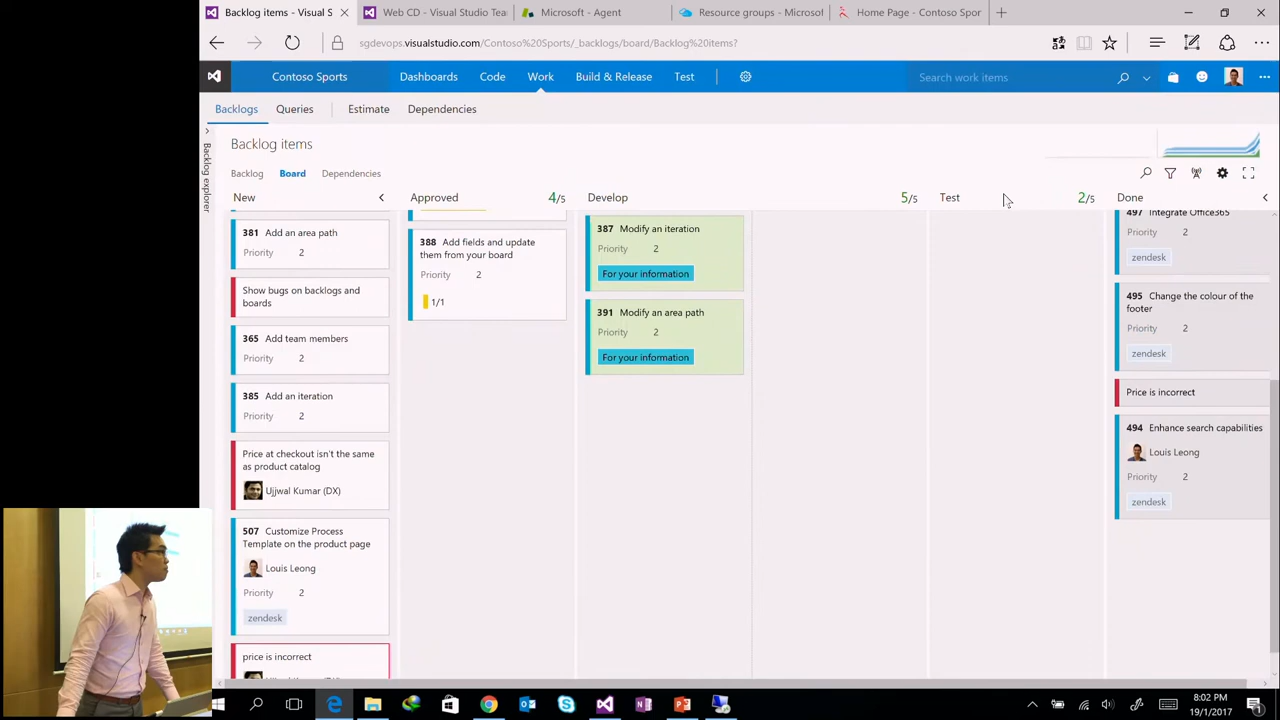 Backlog items - Visual S
Web CD - Visual Studio Tea
Microsoft - Agent
Resource groups - Microsof
Home Page - Contoso Spor
sgdevops.visualstudio.com/Contoso%20Sports/_backlogs/board/Backlog%20items?
Contoso Sports
Dashboards
Code
Work
Build & Release
Test
Search work items
Backlogs
Queries
Estimate
Dependencies
Backlog explorer
Backlog items
Backlog
Board
Dependencies
New
Approved
4/5
Develop
5/5
Test
2/5
Done
381 Add an area path
Priority 2
Show bugs on backlogs and
boards
365 Add team members
Priority 2
385 Add an iteration
Priority 2
Price at checkout isn't the same
as product catalog
Ujjwal Kumar (DX)
507 Customize Process
Template on the product page
Louis Leong
Priority 2
zendesk
price is incorrect
388 Add fields and update
them from your board
Priority 2
1/1
387 Modify an iteration
Priority 2
For your information
391 Modify an area path
Priority 2
For your information
497 Integrate Office365
Priority 2
zendesk
495 Change the colour of the
footer
Priority 2
zendesk
Price is incorrect
494 Enhance search capabilities
Louis Leong
Priority 2
zendesk
8:02 PM
19/1/2017